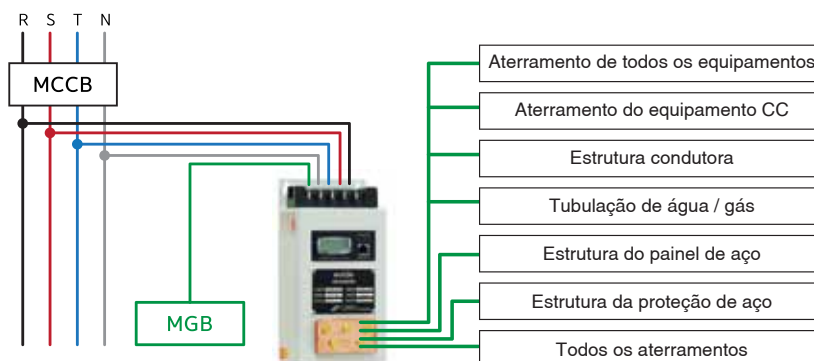 R S T N
MCCB
MGB
Aterramento de todos os equipamentos
Aterramento do equipamento CC
Estrutura condutora
Tubulação de água / gás
Estrutura do painel de aço
Estrutura da proteção de aço
Todos os aterramentos